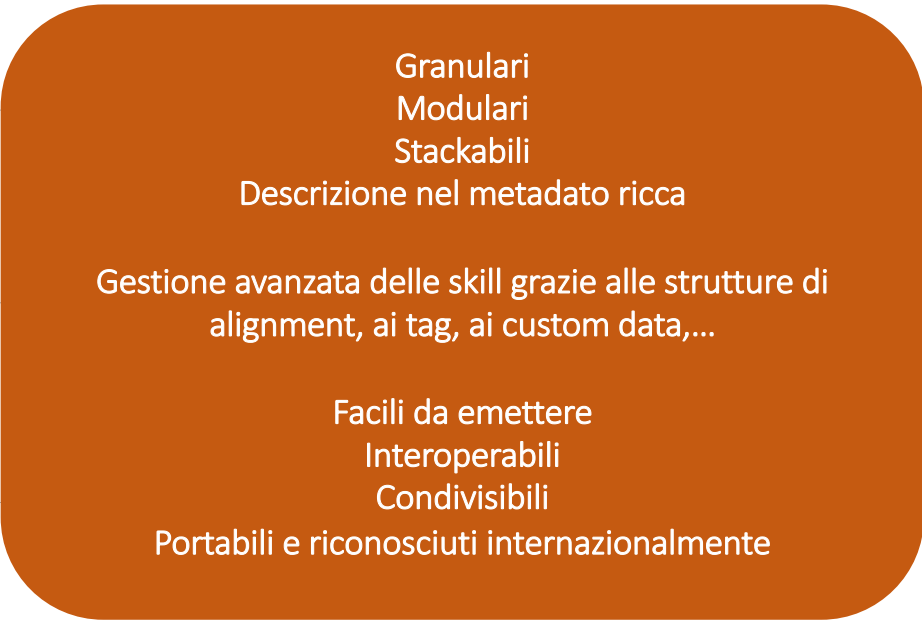 Granulari
Modulari
Stackabili
Descrizione nel metadato ricca
Gestione avanzata delle skill grazie alle strutture di
alignment, ai tag, ai custom data,...
Facili da emettere
Interoperabili
Condivisibili
Portabili e riconosciuti internazionalmente